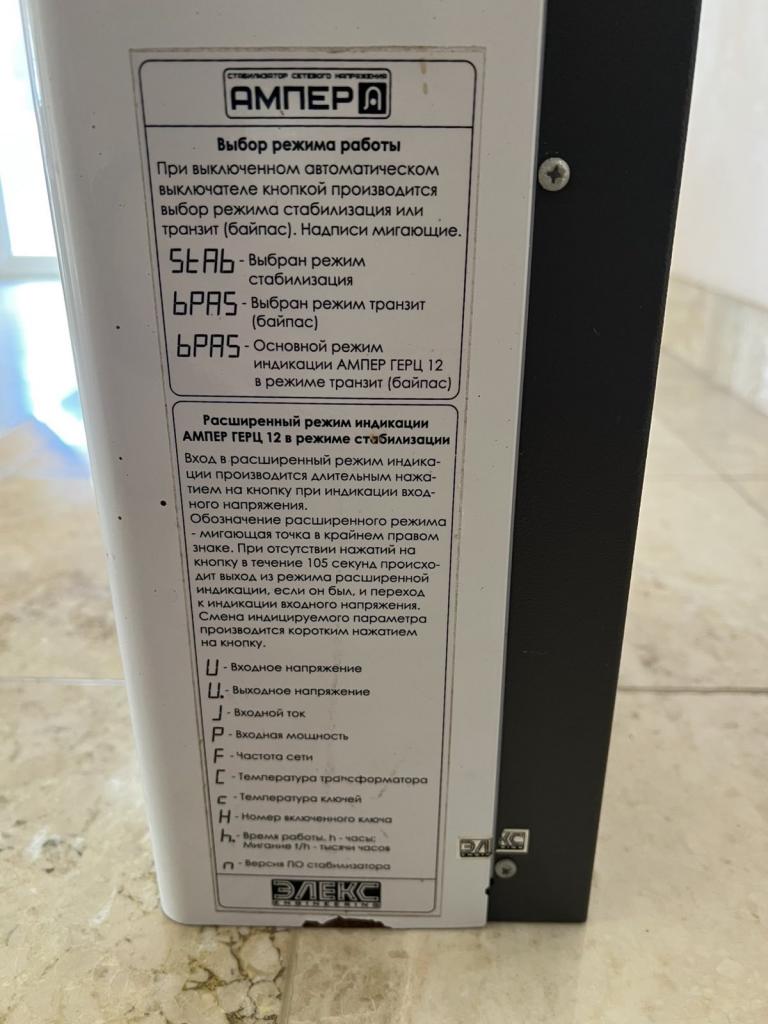 СТАБИЛИЗАТОР СЕТЕВОГО НАПРЯЖЕНИЯ
АМПЕР
Выбор режима работы
При выключенном автоматическом
выключателе кнопкой производится
выбор режима стабилизация или
транзит (байпас). Надписи мигающие.
StAb - Выбран режим
стабилизация
bPAS - Выбран режим транзит
(байпас)
bPAS - Основной режим
индикации АМПЕР ГЕРЦ 12
в режиме транзит (байпас)
Расширенный режим индикации
АМПЕР ГЕРЦ 12 в режиме стабилизации
Вход в расширенный режим индика-
ции производится длительным нажа-
тием на кнопку при индикации вход-
ного напряжения.
Обозначение расширенного режима
- мигающая точка в крайнем правом
знаке. При отсутствии нажатий на
кнопку в течение 105 секунд происхо-
дит выход из режима расширенной
индикации, если он был, и переход
к индикации входного напряжения.
Смена индицируемого параметра
производится коротким нажатием
на кнопку.
U - Входное напряжение
U. - Выходное напряжение
J - Входной ток
P - Входная мощность
F - Частота сети
C - Температура трансформатора
c - Температура ключей
H - Номер включенного ключа
h. - Время работы, h - часы;
Мигание t/h - тысячи часов
n - Версия ПО стабилизатора
ЭЛЕКС
ЭЛЕКС
ENGINEERING